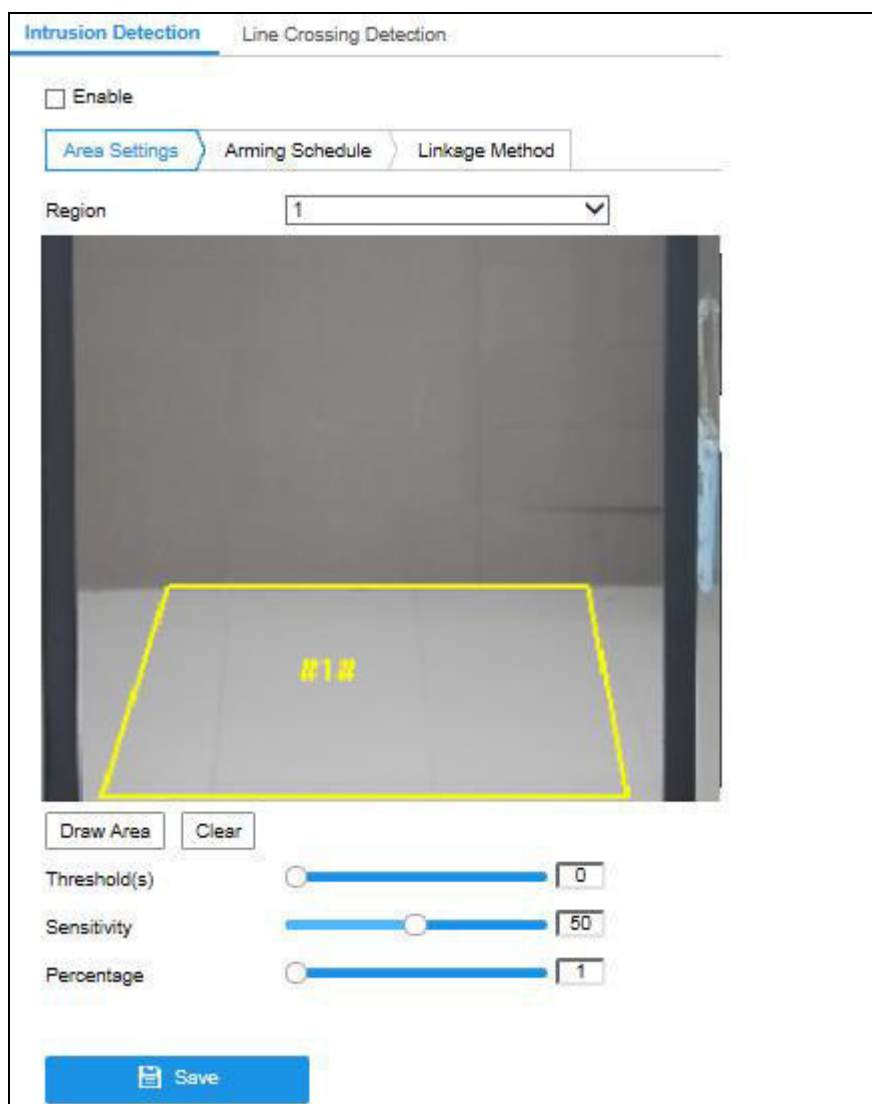 Intrusion Detection Line Crossing Detection
Enable
Area Settings Arming Schedule Linkage Method
Region 1
#1#
Draw Area Clear
Threshold(s) 0
Sensitivity 50
Percentage 1
Save